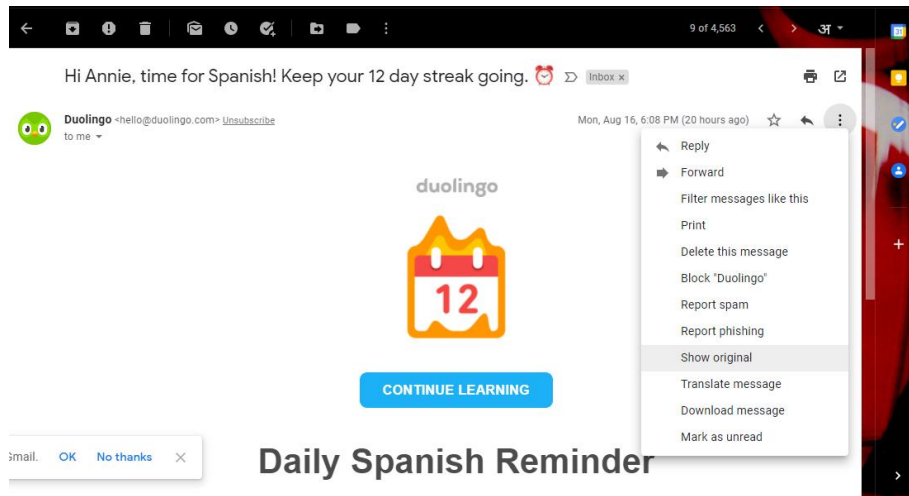 9 of 4,563
अ
31
Hi Annie, time for Spanish! Keep your 12 day streak going. ⏰ Inbox x
Duolingo <hello@duolingo.com> Unsubscribe
Mon, Aug 16, 6:08 PM (20 hours ago)
to me
Reply
Forward
Filter messages like this
Print
Delete this message
Block "Duolingo"
Report spam
Report phishing
Show original
Translate message
Download message
Mark as unread
duolingo
12
CONTINUE LEARNING
Gmail. OK No thanks
Daily Spanish Reminder